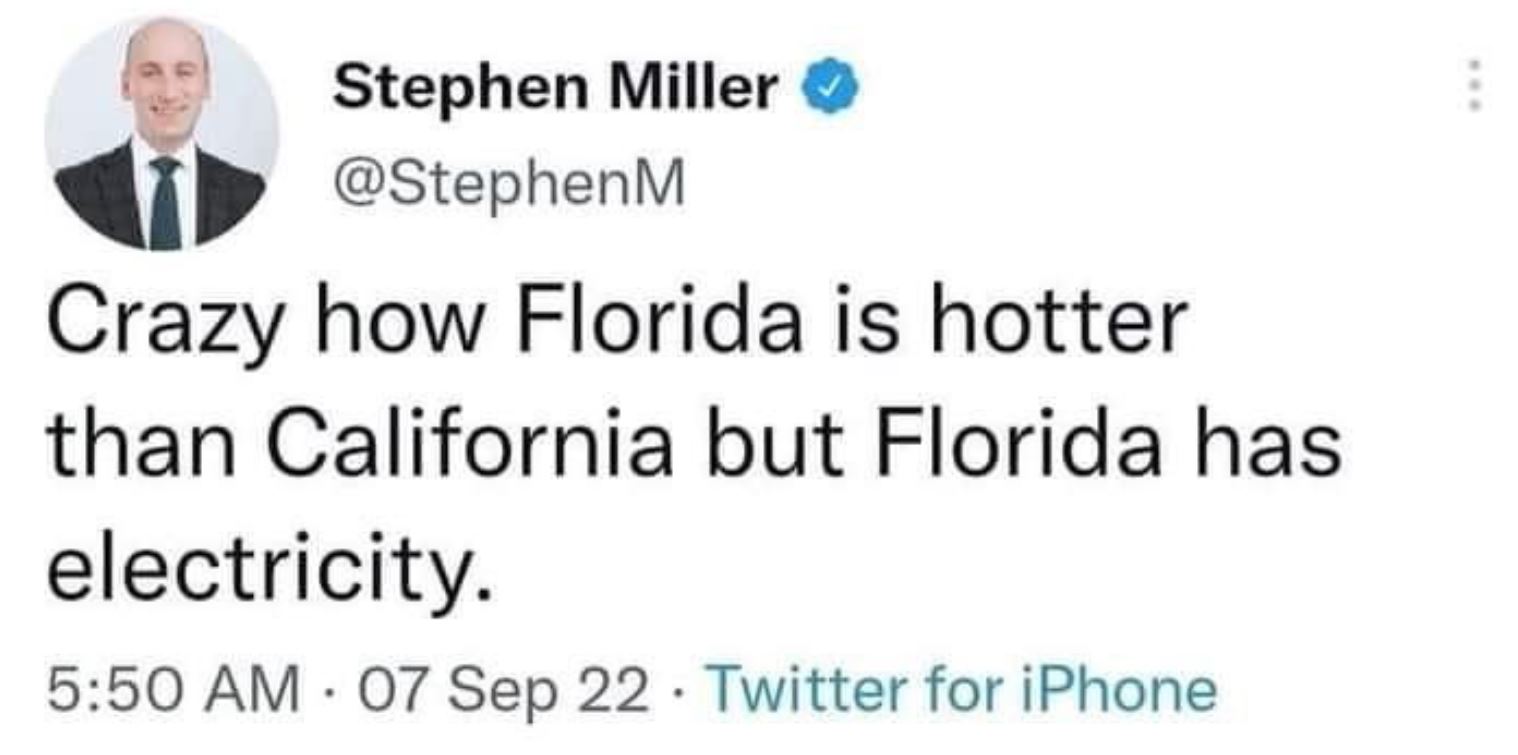 Stephen Miller
@StephenM
Crazy how Florida is hotter
than California but Florida has
electricity.
5:50 AM · 07 Sep 22 · Twitter for iPhone